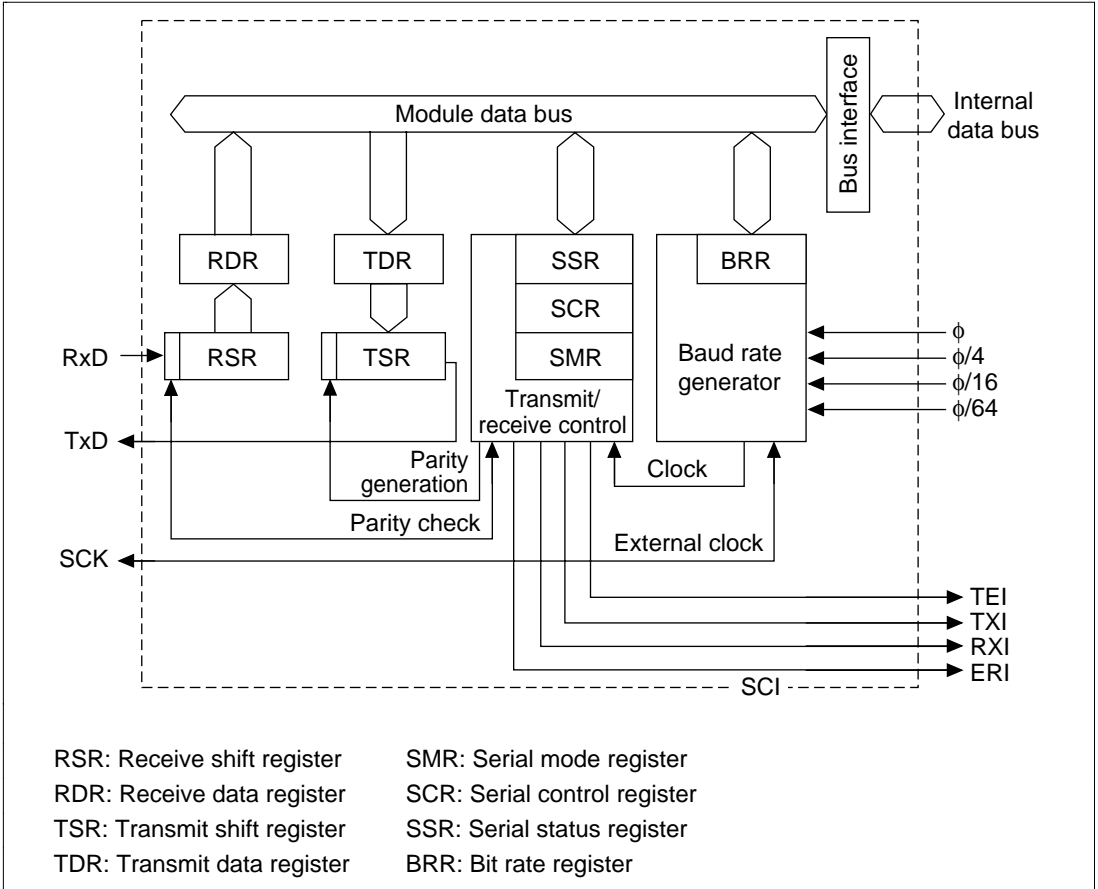 Bus interface
Module data bus
Internal
data bus
RDR
TDR
SSR
BRR
SCR
RxD
RSR
TSR
SMR
Baud rate
generator
ϕ
ϕ/4
ϕ/16
ϕ/64
Transmit/
receive control
TxD
Parity
generation
Clock
Parity check
External clock
SCK
TEI
TXI
RXI
ERI
SCI
RSR: Receive shift register
RDR: Receive data register
TSR: Transmit shift register
TDR: Transmit data register
SMR: Serial mode register
SCR: Serial control register
SSR: Serial status register
BRR: Bit rate register